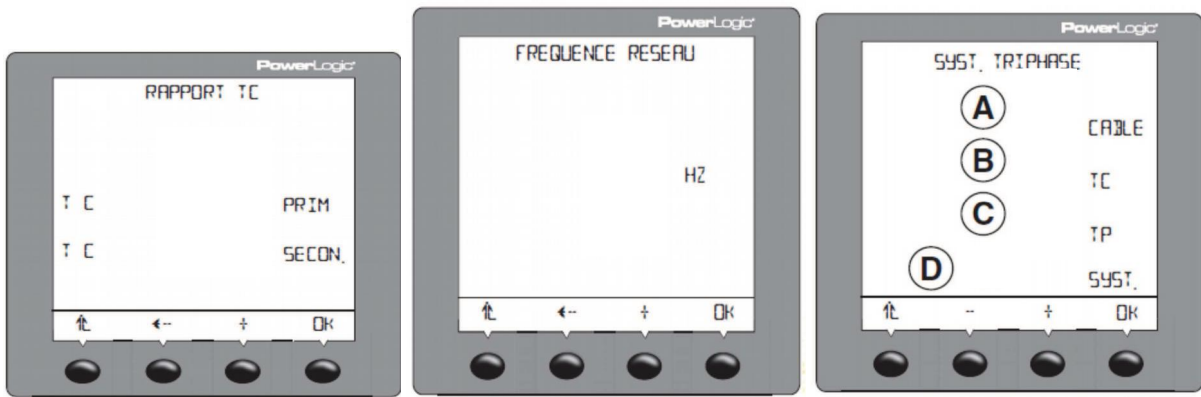 PowerLogic
RAPPORT TC
T C PRIM
T C SECON.
←-- + OK
PowerLogic
FREQUENCE RESEAU
HZ
←-- + OK
PowerLogic
SYST. TRIPHASE
A CABLE
B TC
C TP
D SYST.
-- + OK